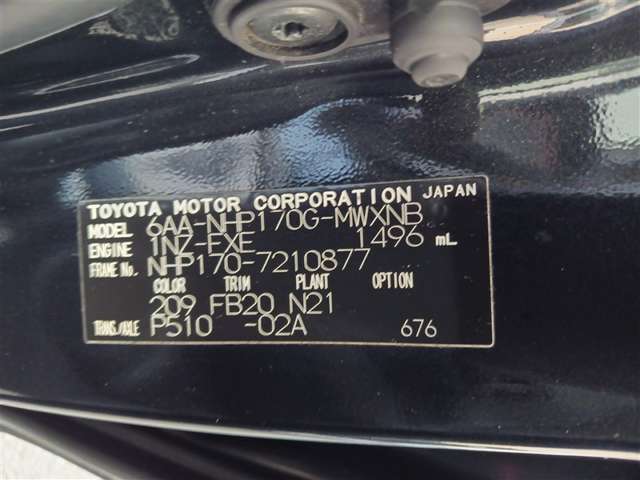 TOYOTA MOTOR CORPORATION JAPAN
MODEL 6AA-NHP170G-MWXNB
ENGINE 1NZ-FXE 1496 mL
FRAME No. NHP170-7210877
COLOR TRIM PLANT OPTION
209 FB20 N21
TRANS./AXLE P510 -02A 676